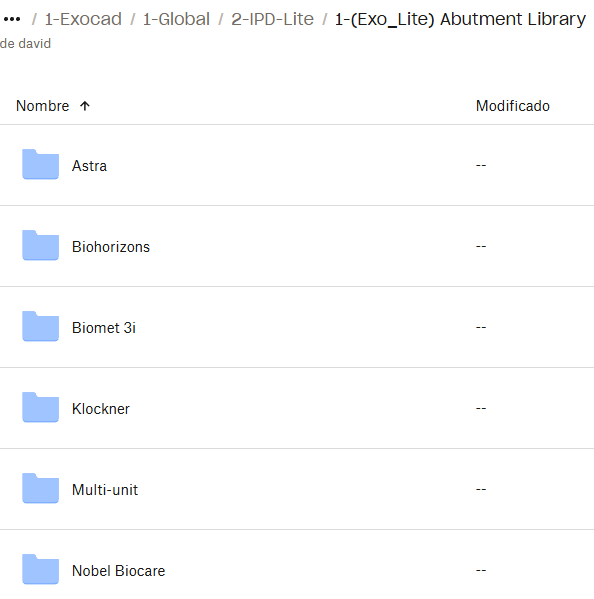 ••• / 1-Exocad / 1-Global / 2-IPD-Lite / 1-(Exo_Lite) Abutment Library
de david
Nombre ↑ Modificado
Astra --
Biohorizons --
Biomet 3i --
Klockner --
Multi-unit --
Nobel Biocare --